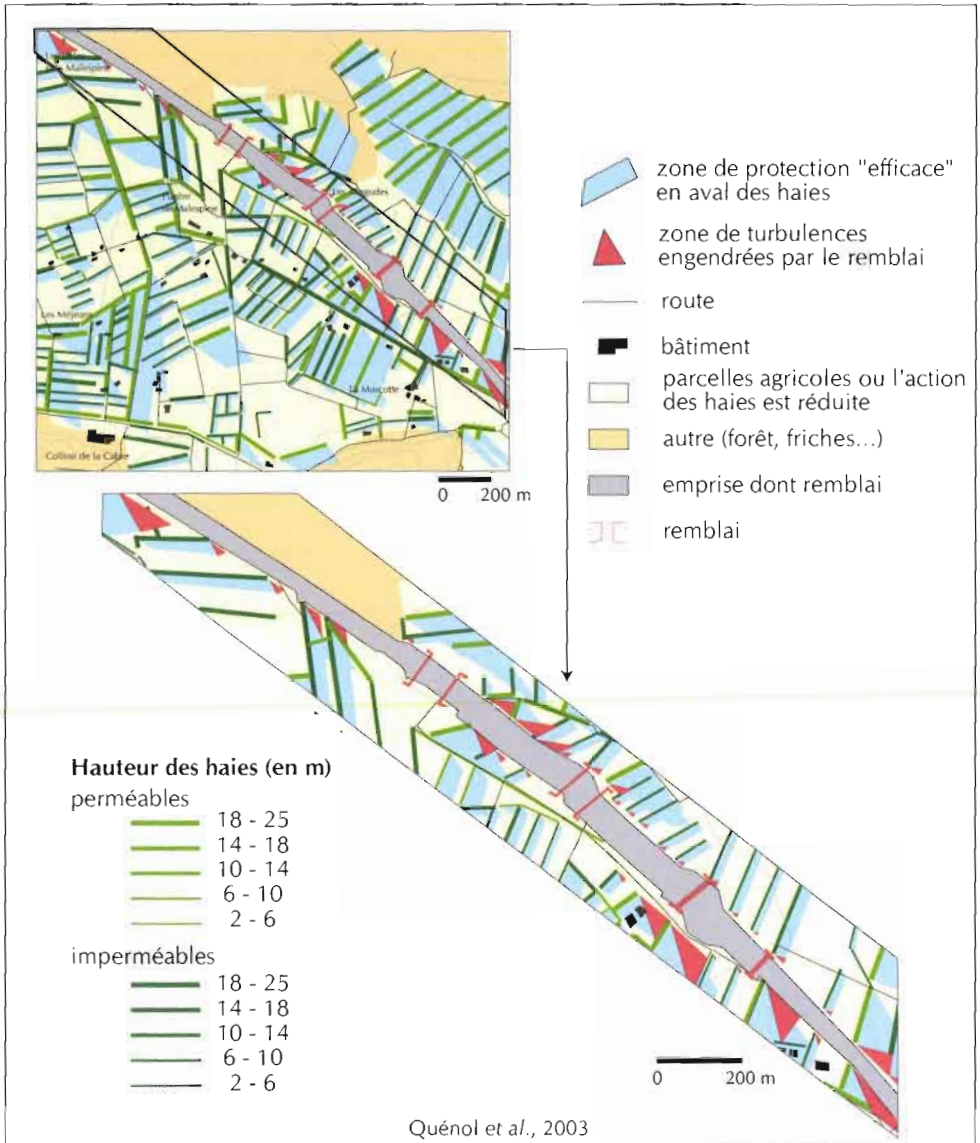 Malespine
Les Méjeans
La Mascotte
Colline de la Cabre
0 200 m
zone de protection "efficace"
en aval des haies
zone de turbulences
engendrées par le remblai
route
bâtiment
parcelles agricoles ou l'action
des haies est réduite
autre (forêt, friches...)
emprise dont remblai
remblai
Hauteur des haies (en m)
perméables
18 - 25
14 - 18
10 - 14
6 - 10
2 - 6
imperméables
18 - 25
14 - 18
10 - 14
6 - 10
2 - 6
0 200 m
Quénol et al., 2003